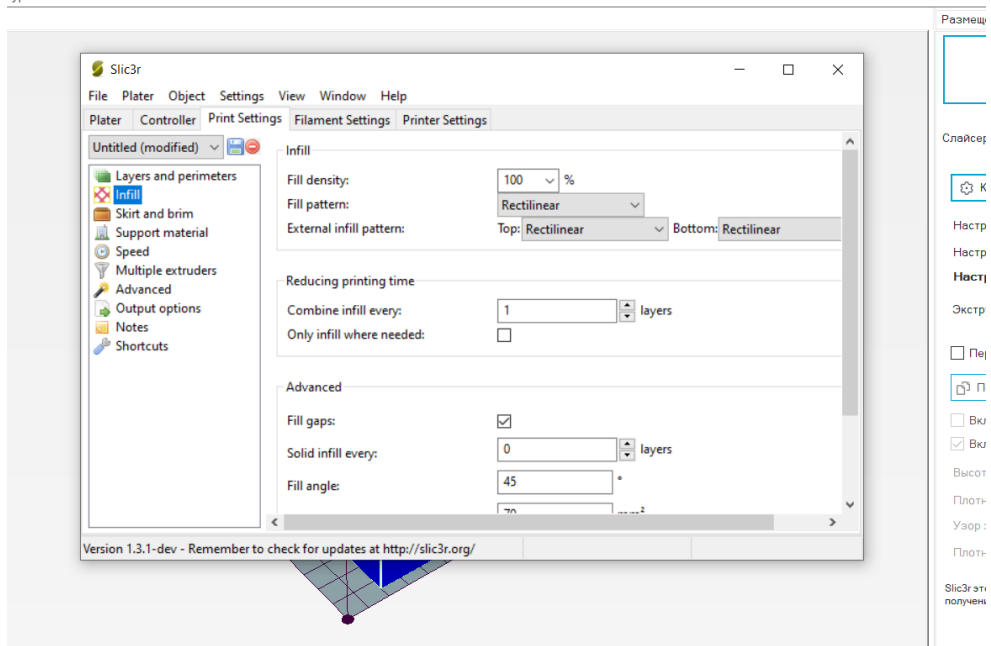 Slic3r
File Plater Object Settings View Window Help
Plater Controller Print Settings Filament Settings Printer Settings
Untitled (modified)
Layers and perimeters
Infill
Skirt and brim
Support material
Speed
Multiple extruders
Advanced
Output options
Notes
Shortcuts
Infill
Fill density: 100 %
Fill pattern: Rectilinear
External infill pattern: Top: Rectilinear Bottom: Rectilinear
Reducing printing time
Combine infill every: 1 layers
Only infill where needed:
Advanced
Fill gaps:
Solid infill every: 0 layers
Fill angle: 45 °
70 mm²
Version 1.3.1-dev - Remember to check for updates at http://slic3r.org/
Размеще
Слайсер
К
Настр
Настр
Настр
Экстру
Пер
П
Вкл
Вкл
Высот
Плотн
Узор з
Плотн
Slic3r это
получени